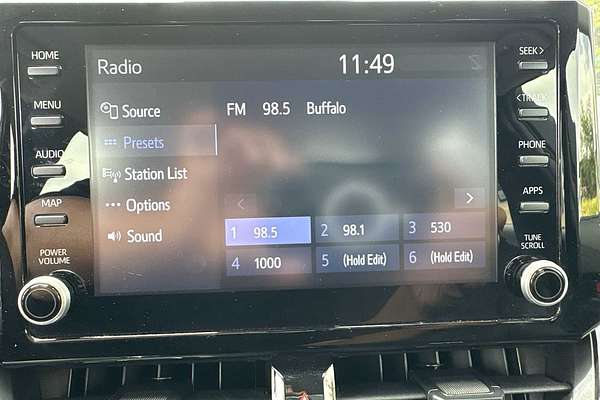 HOME
MENU
AUDIO
MAP
POWER
VOLUME
Radio
11:49
Source
Presets
Station List
Options
Sound
FM 98.5 Buffalo
< >
1 98.5 2 98.1 3 530
4 1000 5 (Hold Edit) 6 (Hold Edit)
SEEK>
<TRACK
PHONE
APPS
TUNE
SCROLL